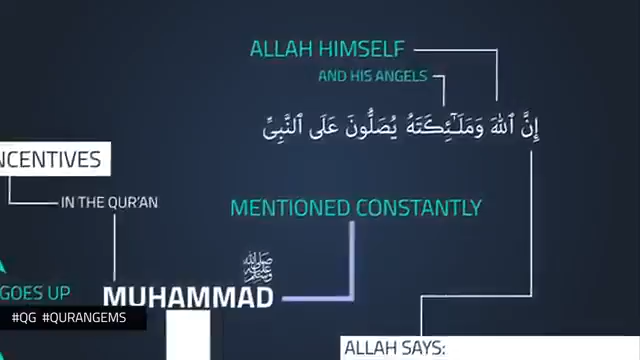 ALLAH HIMSELF
AND HIS ANGELS
إِنَّ ٱللَّهَ وَمَلَـٰٓئِكَتَهُۥ يُصَلُّونَ عَلَى ٱلنَّبِىِّ
NCENTIVES
IN THE QUR'AN
MENTIONED CONSTANTLY
ﷺ
GOES UP
MUHAMMAD
#QG #QURANGEMS
ALLAH SAYS: